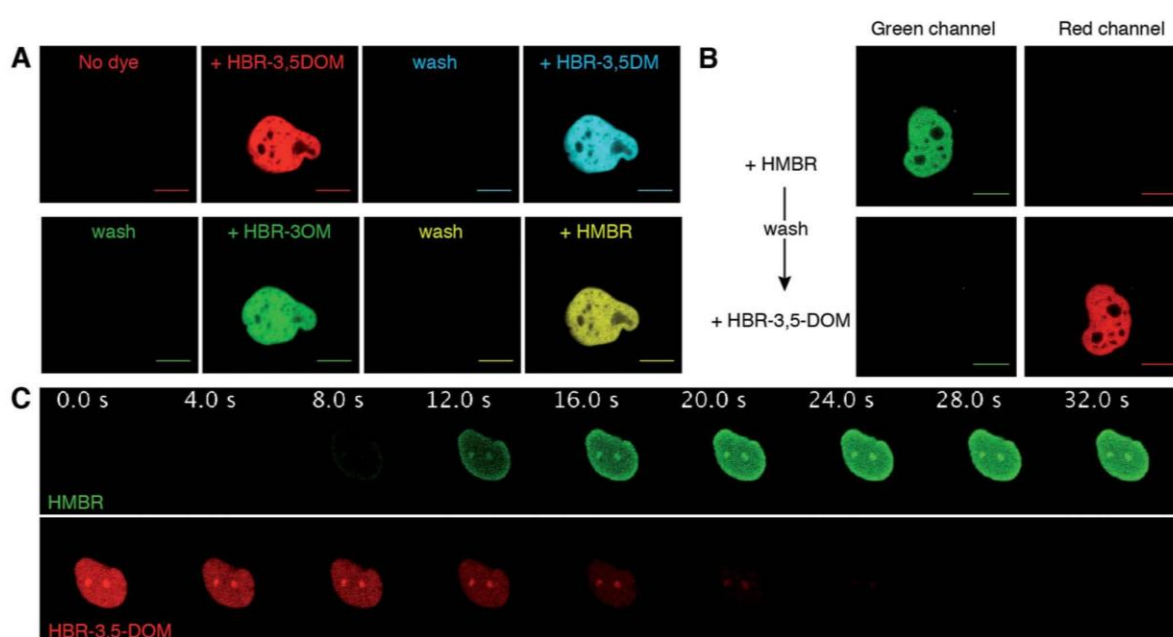 A
No dye
+ HBR-3,5DOM
wash
+ HBR-3,5DM
wash
+ HBR-3OM
wash
+ HMBR
B
Green channel
Red channel
+ HMBR
wash
+ HBR-3,5-DOM
C
0.0 s 4.0 s 8.0 s 12.0 s 16.0 s 20.0 s 24.0 s 28.0 s 32.0 s
HMBR
HBR-3,5-DOM